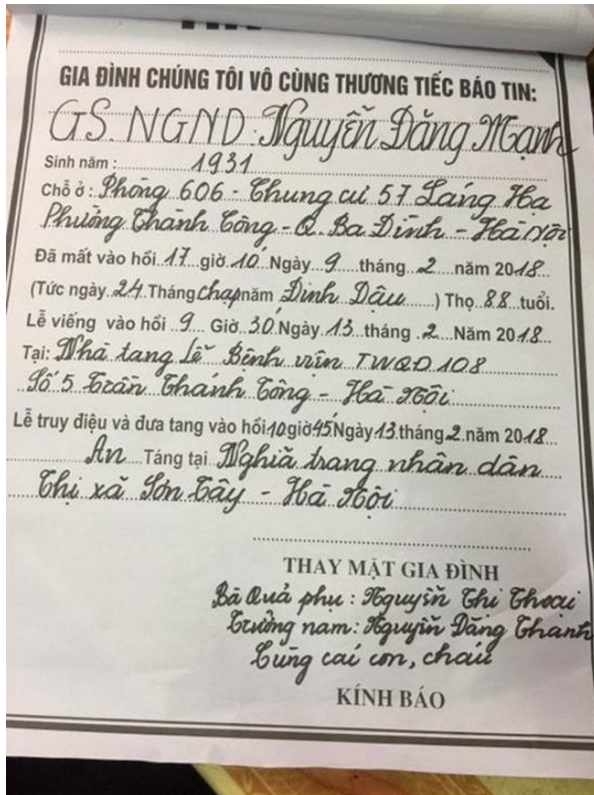 GIA ĐÌNH CHÚNG TÔI VÔ CÙNG THƯƠNG TIẾC BÁO TIN:
GS. NGND: Nguyễn Đăng Mạnh
Sinh năm : 1931
Chỗ ở : Phòng 606 - Chung cư 57 Láng Hạ
Phường Thành Công - Q. Ba Đình - Hà Nội
Đã mất vào hồi 17 giờ 10' Ngày 9 tháng 2 năm 2018
(Tức ngày 24 Tháng chạp năm Đinh Dậu ) Thọ 88 tuổi.
Lễ viếng vào hồi 9 Giờ 30' Ngày 13 tháng 2 Năm 2018
Tại: Nhà tang Lễ Bệnh viện TWQĐ 108
Số 5 Trần Thánh Tông - Hà Nội
Lễ truy điệu và đưa tang vào hồi 10 giờ 45' Ngày 13 tháng 2 năm 2018
An Táng tại Nghĩa trang nhân dân
Thị xã Sơn Tây - Hà Nội
THAY MẶT GIA ĐÌNH
Bà Quả phụ : Nguyễn Thị Thoại
Trưởng nam: Nguyễn Đăng Thanh
Cùng các con, cháu
KÍNH BÁO